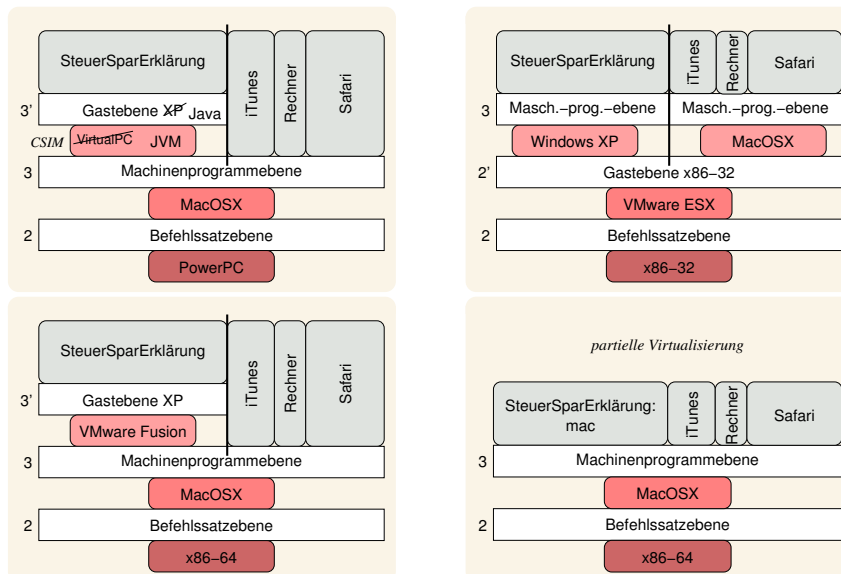 SteuerSparErklärung
iTunes
Rechner
Safari
3'
Gastebene XP Java
CSIM
VirtualPC JVM
3
Machinenprogrammebene
MacOSX
2
Befehlssatzebene
PowerPC
SteuerSparErklärung
iTunes
Rechner
Safari
3
Masch.−prog.−ebene
Masch.−prog.−ebene
Windows XP
MacOSX
2'
Gastebene x86−32
VMware ESX
2
Befehlssatzebene
x86−32
SteuerSparErklärung
iTunes
Rechner
Safari
3'
Gastebene XP
VMware Fusion
3
Machinenprogrammebene
MacOSX
2
Befehlssatzebene
x86−64
partielle Virtualisierung
SteuerSparErklärung:
mac
iTunes
Rechner
Safari
3
Machinenprogrammebene
MacOSX
2
Befehlssatzebene
x86−64